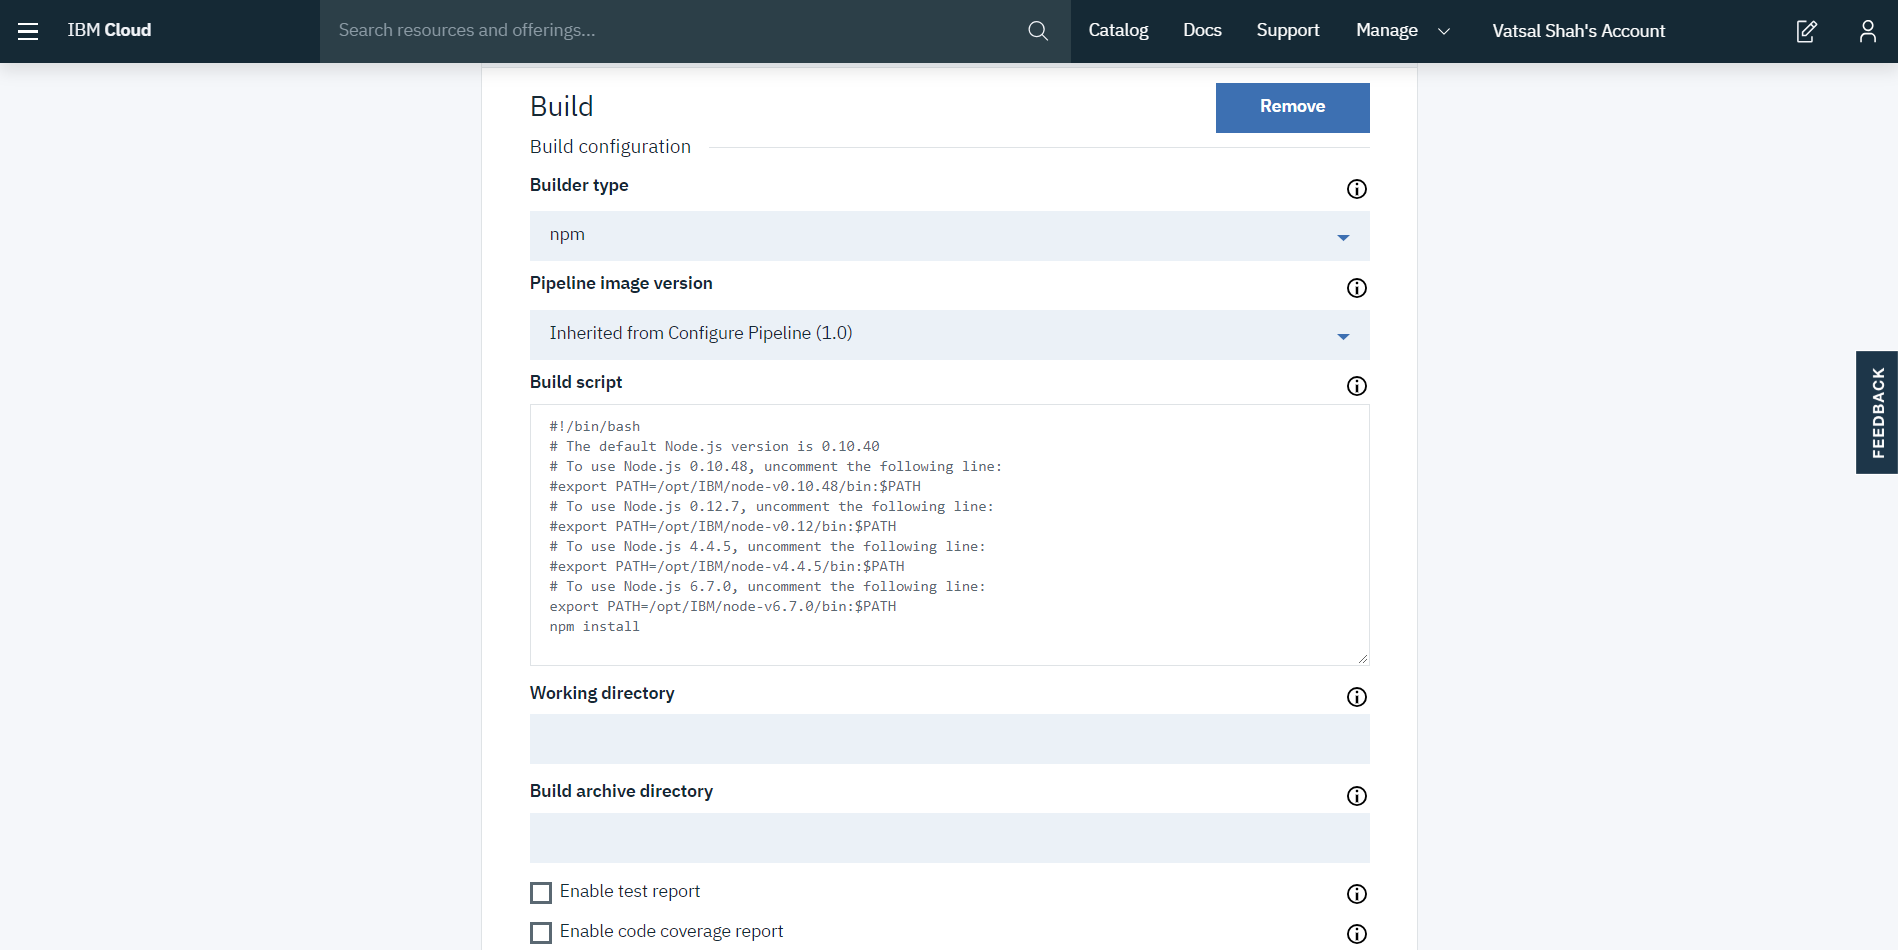 IBM Cloud
Search resources and offerings...
Catalog
Docs
Support
Manage
Vatsal Shah's Account
Build
Remove
Build configuration
Builder type
npm
Pipeline image version
Inherited from Configure Pipeline (1.0)
Build script
#!/bin/bash
# The default Node.js version is 0.10.40
# To use Node.js 0.10.48, uncomment the following line:
#export PATH=/opt/IBM/node-v0.10.48/bin:$PATH
# To use Node.js 0.12.7, uncomment the following line:
#export PATH=/opt/IBM/node-v0.12/bin:$PATH
# To use Node.js 4.4.5, uncomment the following line:
#export PATH=/opt/IBM/node-v4.4.5/bin:$PATH
# To use Node.js 6.7.0, uncomment the following line:
export PATH=/opt/IBM/node-v6.7.0/bin:$PATH
npm install
Working directory
Build archive directory
Enable test report
Enable code coverage report
FEEDBACK